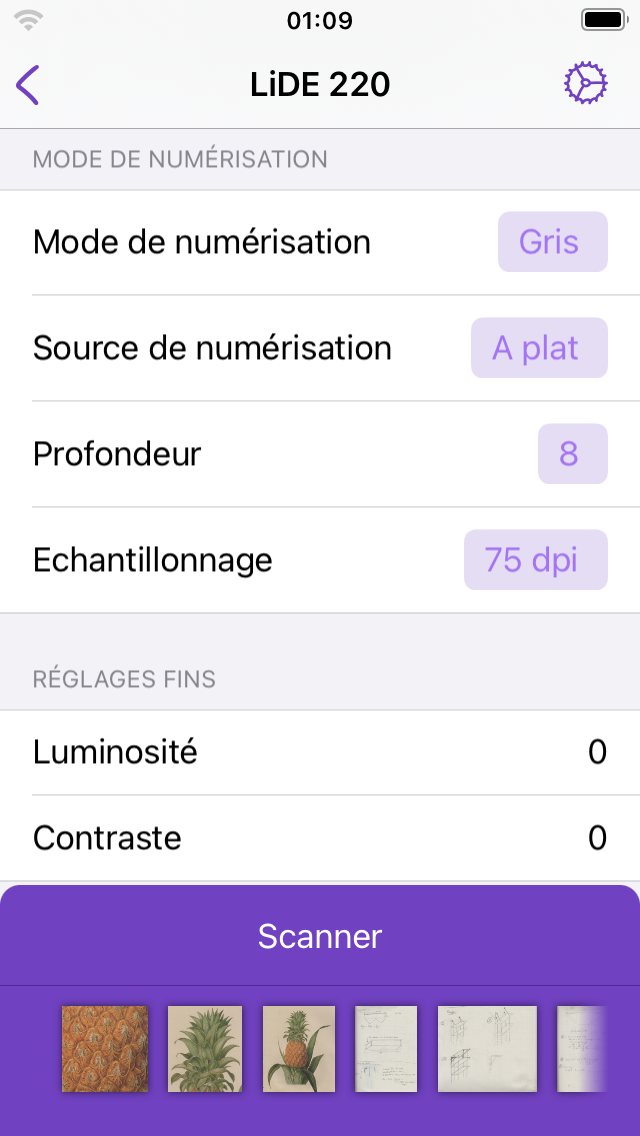 01:09
LiDE 220
MODE DE NUMÉRISATION
Mode de numérisation Gris
Source de numérisation A plat
Profondeur 8
Echantillonnage 75 dpi
RÉGLAGES FINS
Luminosité 0
Contraste 0
Scanner